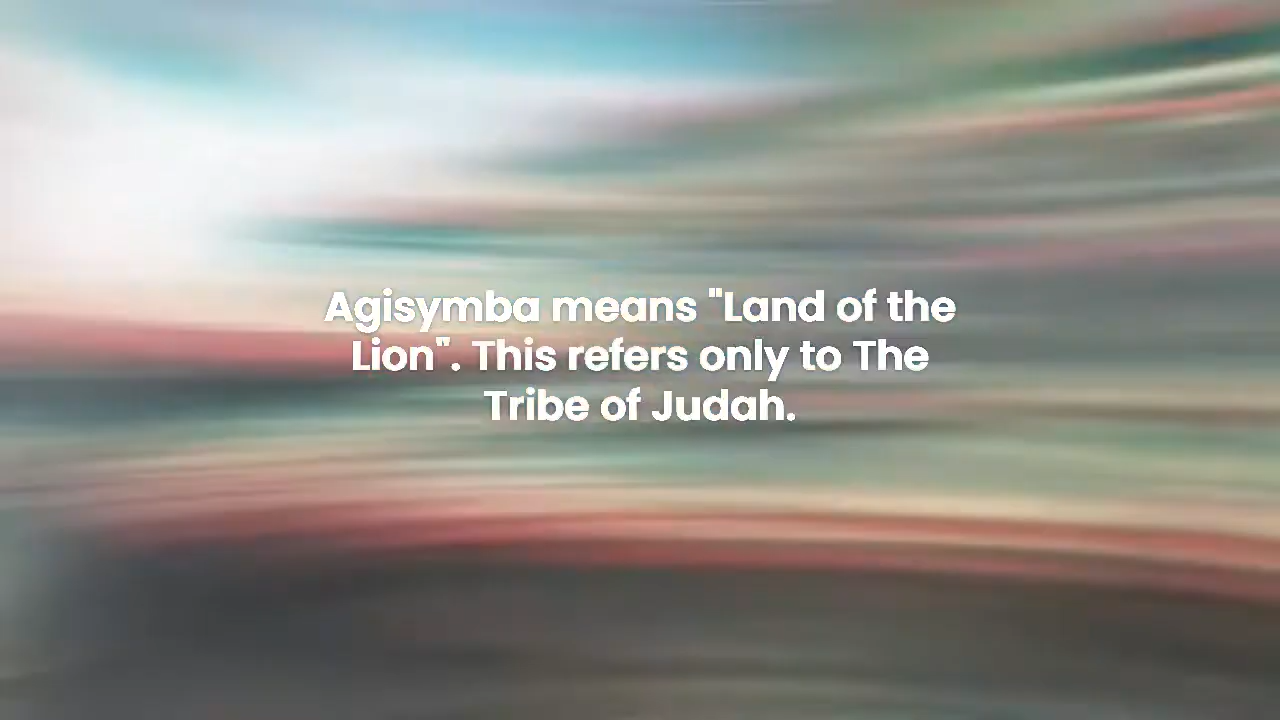 Agisymba means "Land of the
Lion". This refers only to The
Tribe of Judah.